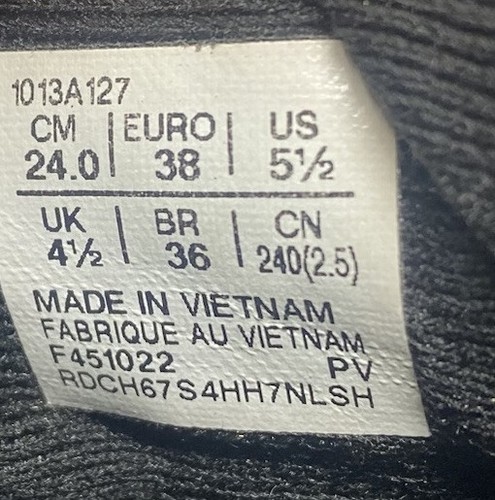 1013A127
CM | EURO | US
24.0 | 38 | 5½
UK | BR | CN
4½ | 36 | 240(2.5)
MADE IN VIETNAM
FABRIQUE AU VIETNAM
F451022 PV
RDCH67S4HH7NLSH